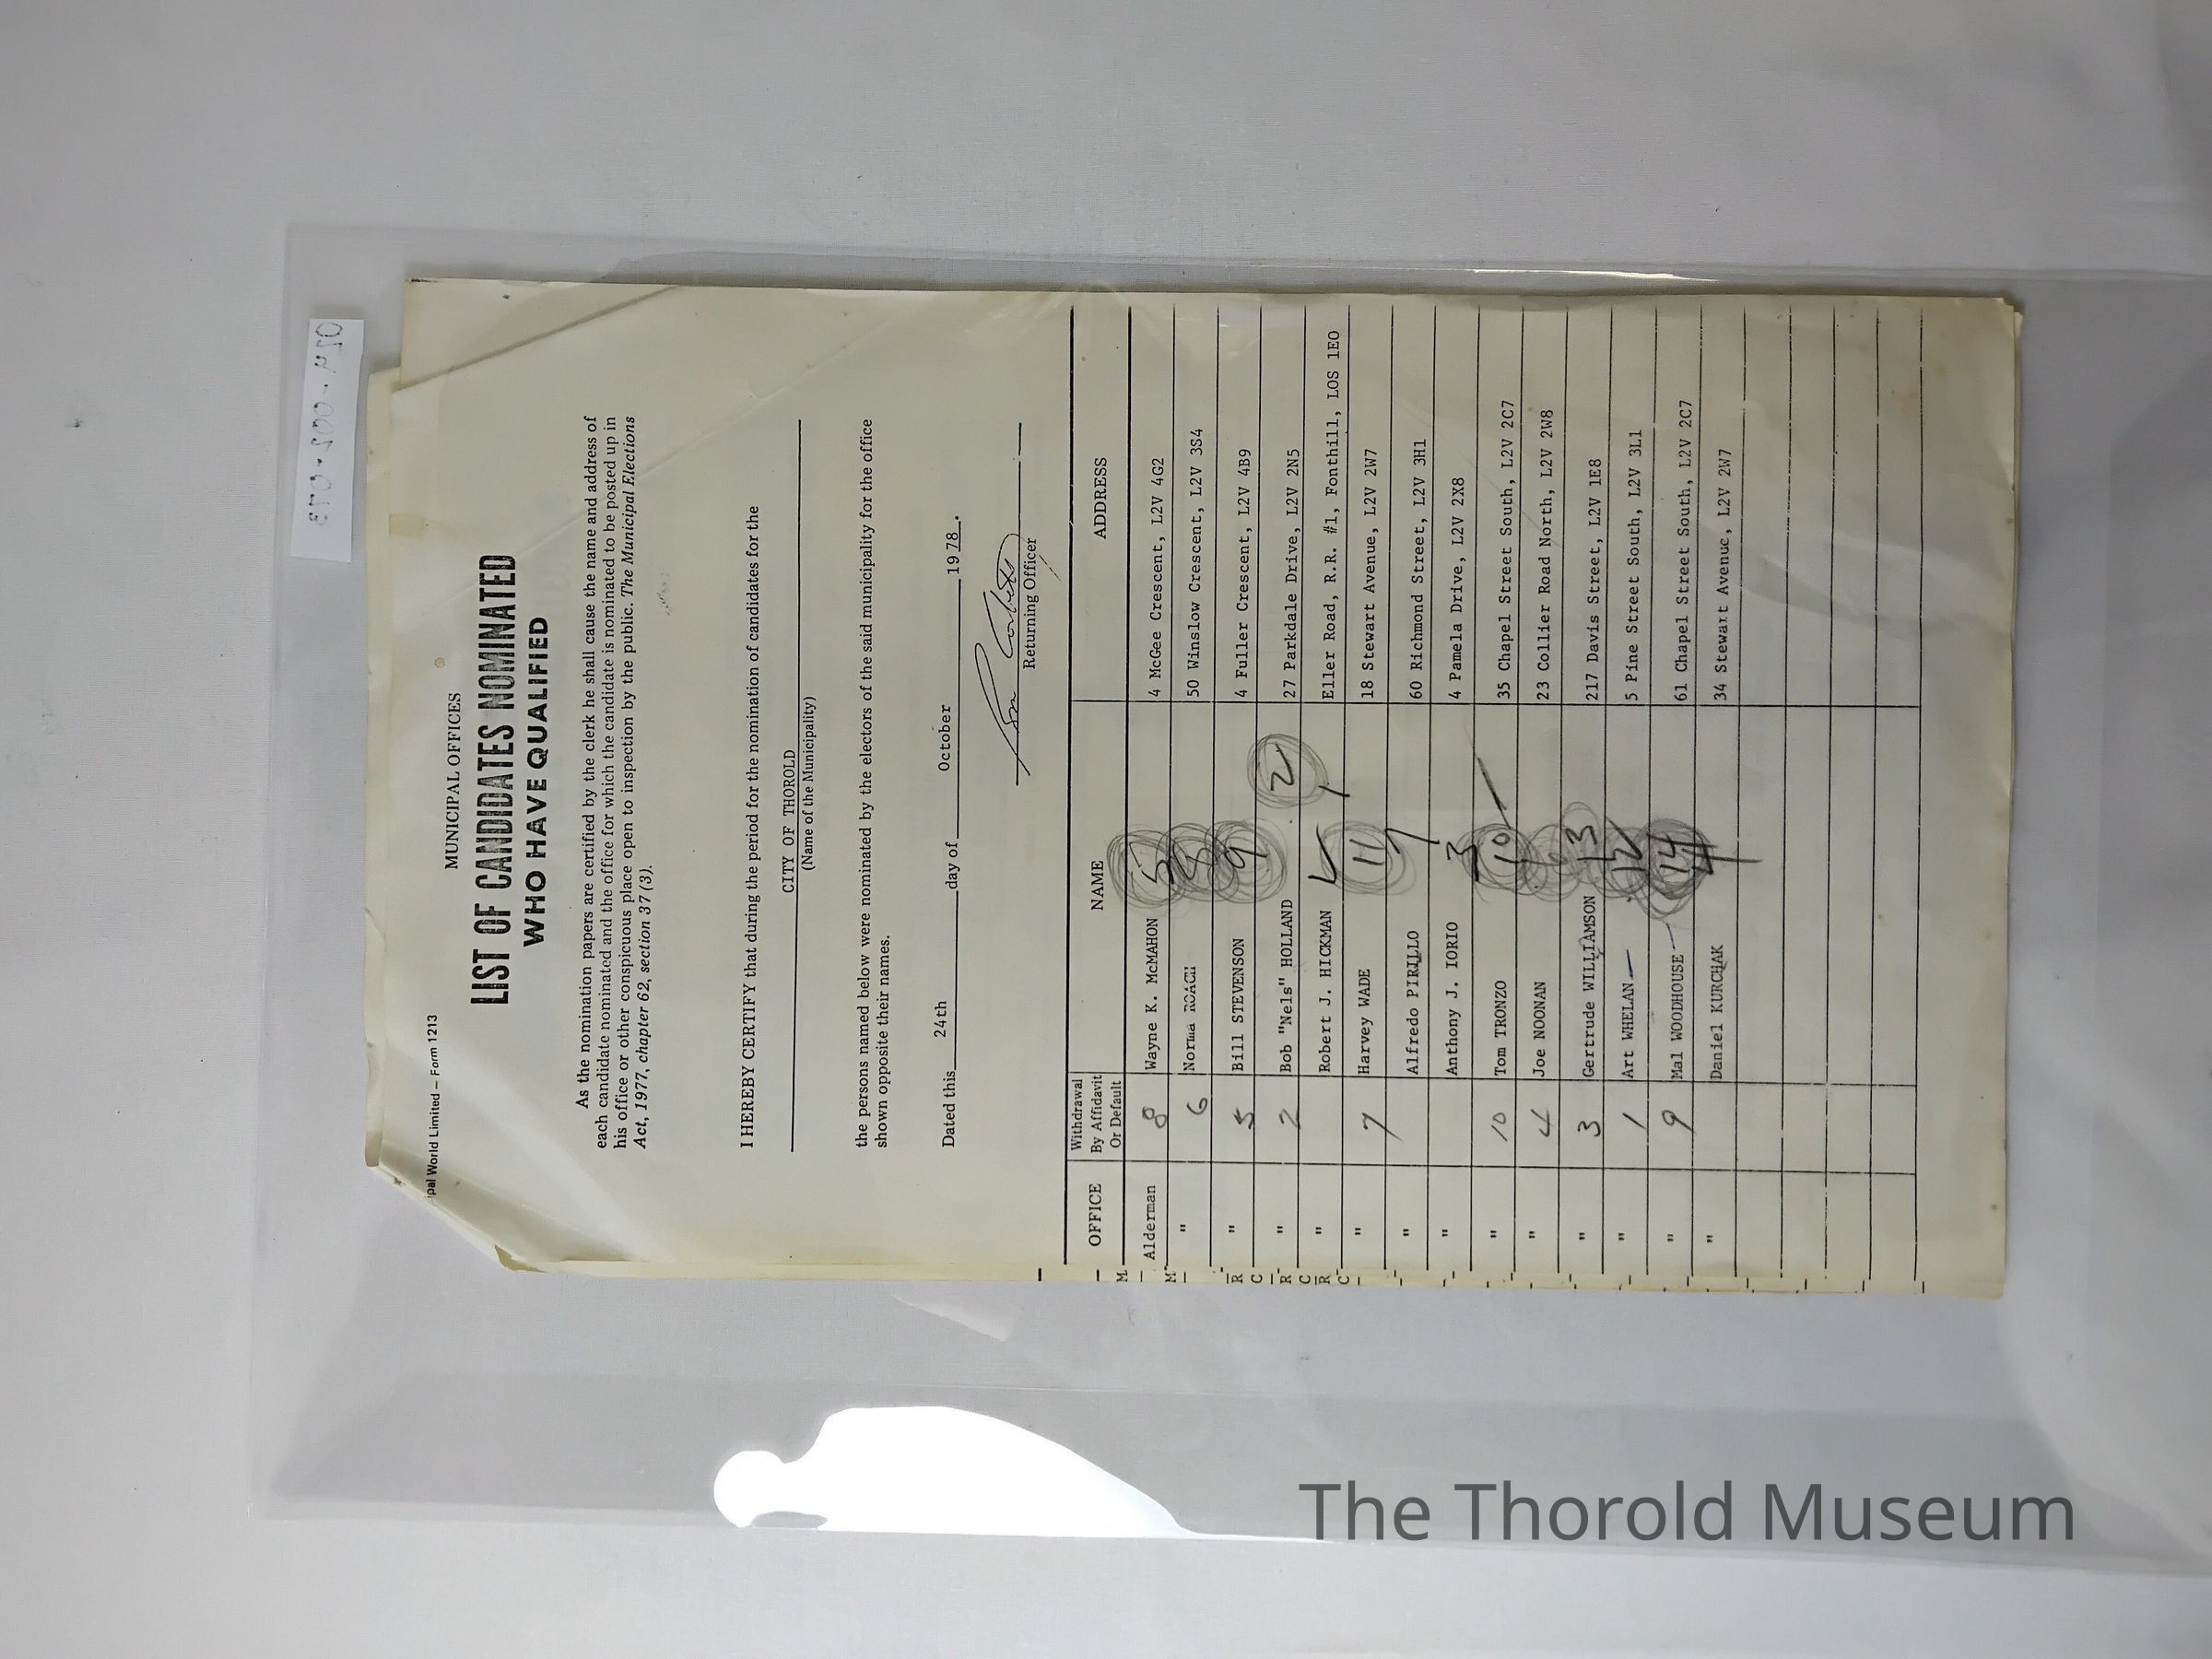 ipal World Limited – Form 1213
MUNICIPAL OFFICES
LIST OF CANDIDATES NOMINATED
WHO HAVE QUALIFIED
As the nomination papers are certified by the clerk he shall cause the name and address of
each candidate nominated and the office for which the candidate is nominated to be posted up in
his office or other conspicuous place open to inspection by the public. The Municipal Elections
Act, 1977, chapter 62, section 37 (3).
I HEREBY CERTIFY that during the period for the nomination of candidates for the
CITY OF THOROLD
(Name of the Municipality)
the persons named below were nominated by the electors of the said municipality for the office
shown opposite their names.
Dated this 24th day of October 1978.
Returning Officer
OFFICE Withdrawal By Affidavit Or Default NAME ADDRESS
Alderman 8 Wayne K. McMAHON 5 4 McGee Crescent, L2V 4G2
" 6 Norma ROACH 8 50 Winslow Crescent, L2V 3S4
" 5 Bill STEVENSON 9 4 Fuller Crescent, L2V 4B9
" 2 Bob "Nels" HOLLAND 2 27 Parkdale Drive, L2V 2N5
" Robert J. HICKMAN Eller Road, R.R. #1, Fonthill, LOS 1EO
" 7 Harvey WADE 11 18 Stewart Avenue, L2V 2W7
" Alfredo PIRILLO 7 60 Richmond Street, L2V 3H1
" Anthony J. IORIO 3 4 Pamela Drive, L2V 2X8
" 10 Tom TRONZO 10 35 Chapel Street South, L2V 2C7
" 4 Joe NOONAN 23 Collier Road North, L2V 2W8
" 3 Gertrude WILLIAMSON 13 217 Davis Street, L2V 1E8
" 1 Art WHELAN 12 5 Pine Street South, L2V 3L1
" 9 Mal WOODHOUSE 14 61 Chapel Street South, L2V 2C7
" Daniel KURCHAK 34 Stewart Avenue, L2V 2W7
The Thorold Museum